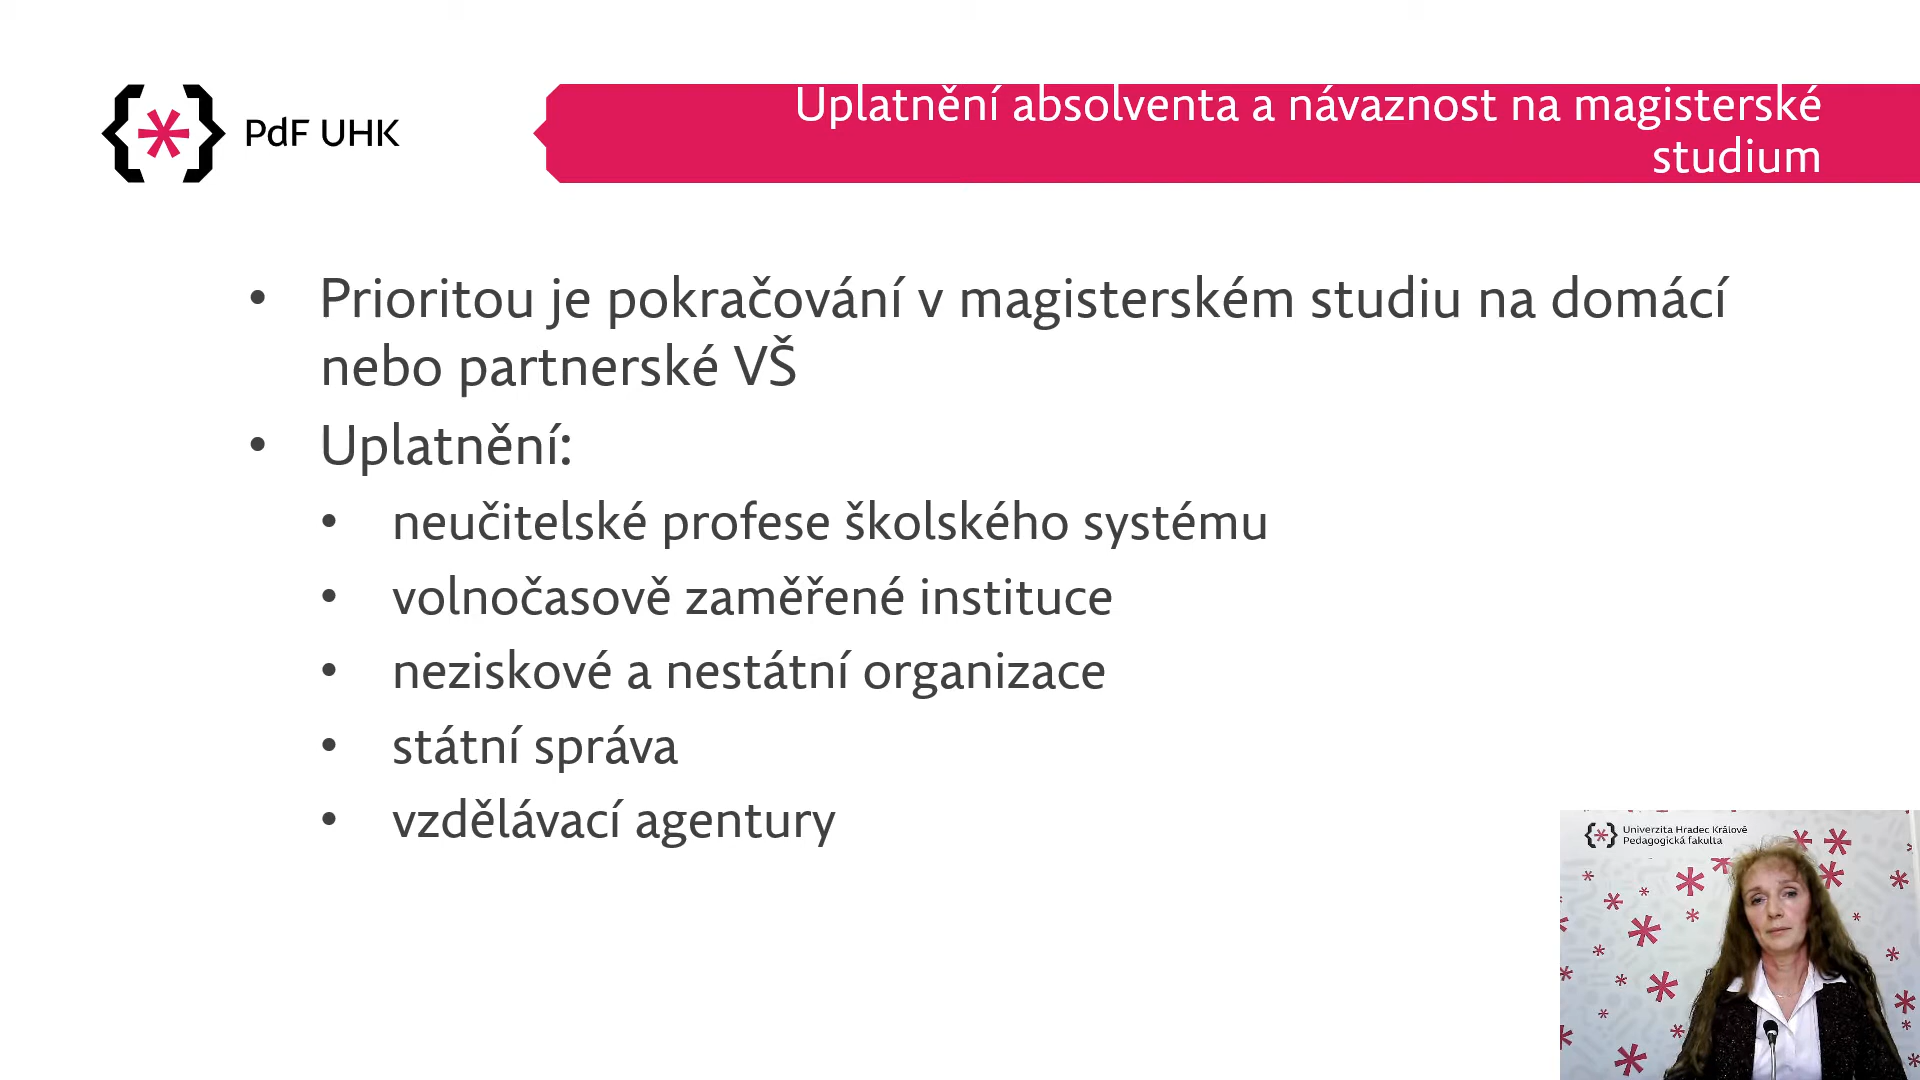 PdF UHK
Uplatnění absolventa a návaznost na magisterské
studium
• Prioritou je pokračování v magisterském studiu na domácí
nebo partnerské VŠ
• Uplatnění:
• neučitelské profese školského systému
• volnočasově zaměřené instituce
• neziskové a nestátní organizace
• státní správa
• vzdělávací agentury
Univerzita Hradec Králové
Pedagogická fakulta